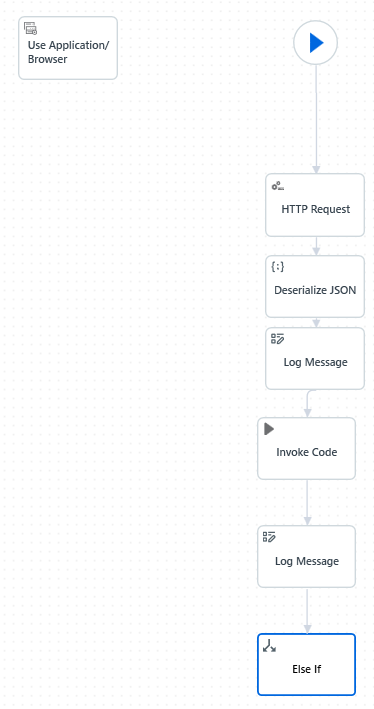 Use Application/
Browser
HTTP Request
{;}
Deserialize JSON
Log Message
Invoke Code
Log Message
Else If